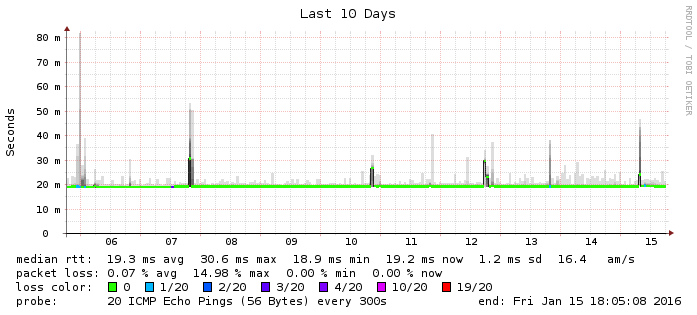 Last 10 Days
RRDTOOL / TOBI OETIKER
Seconds
80 m
70 m
60 m
50 m
40 m
30 m
20 m
10 m
0
06 07 08 09 10 11 12 13 14 15
median rtt: 19.3 ms avg 30.6 ms max 18.9 ms min 19.2 ms now 1.2 ms sd 16.4 am/s
packet loss: 0.07 % avg 14.98 % max 0.00 % min 0.00 % now
loss color: 0 1/20 2/20 3/20 4/20 10/20 19/20
probe: 20 ICMP Echo Pings (56 Bytes) every 300s end: Fri Jan 15 18:05:08 2016